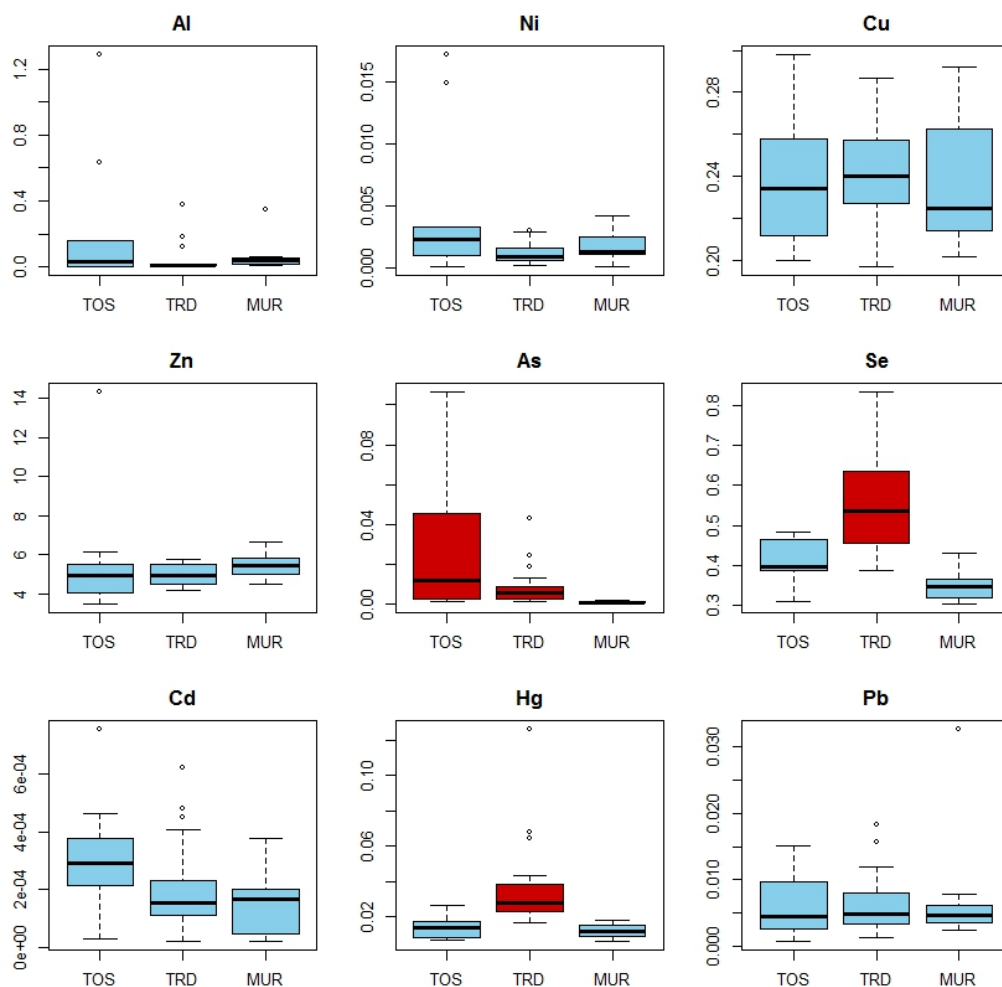 Al
0.0 0.4 0.8 1.2
TOS TRD MUR
Ni
0.000 0.005 0.010 0.015
TOS TRD MUR
Cu
0.20 0.24 0.28
TOS TRD MUR
Zn
4 6 8 10 12 14
TOS TRD MUR
As
0.00 0.04 0.08
TOS TRD MUR
Se
0.3 0.4 0.5 0.6 0.7 0.8
TOS TRD MUR
Cd
0e+00 2e-04 4e-04 6e-04
TOS TRD MUR
Hg
0.02 0.06 0.10
TOS TRD MUR
Pb
0.000 0.010 0.020 0.030
TOS TRD MUR